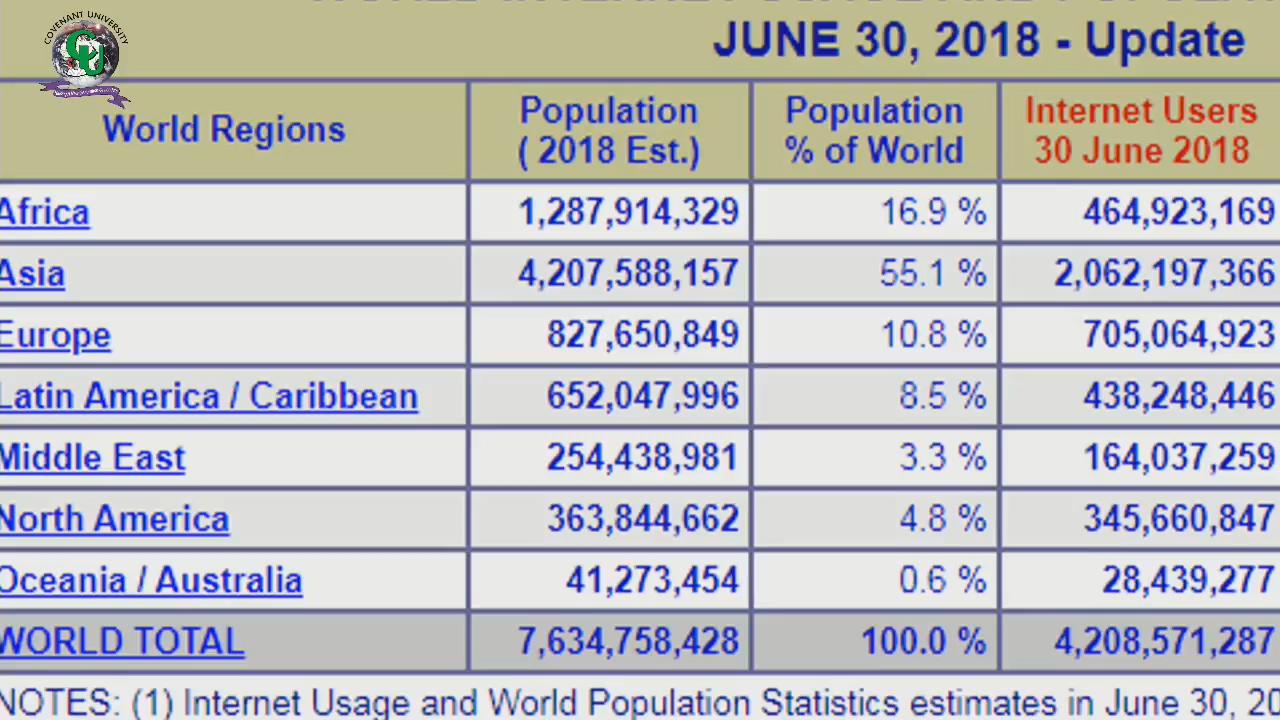 COVENANT UNIVERSITY
JUNE 30, 2018 - Update
World Regions
Population
( 2018 Est.)
Population
% of World
Internet Users
30 June 2018
Africa 1,287,914,329 16.9 % 464,923,169
Asia 4,207,588,157 55.1 % 2,062,197,366
Europe 827,650,849 10.8 % 705,064,923
Latin America / Caribbean 652,047,996 8.5 % 438,248,446
Middle East 254,438,981 3.3 % 164,037,259
North America 363,844,662 4.8 % 345,660,847
Oceania / Australia 41,273,454 0.6 % 28,439,277
WORLD TOTAL 7,634,758,428 100.0 % 4,208,571,287
NOTES: (1) Internet Usage and World Population Statistics estimates in June 30, 20